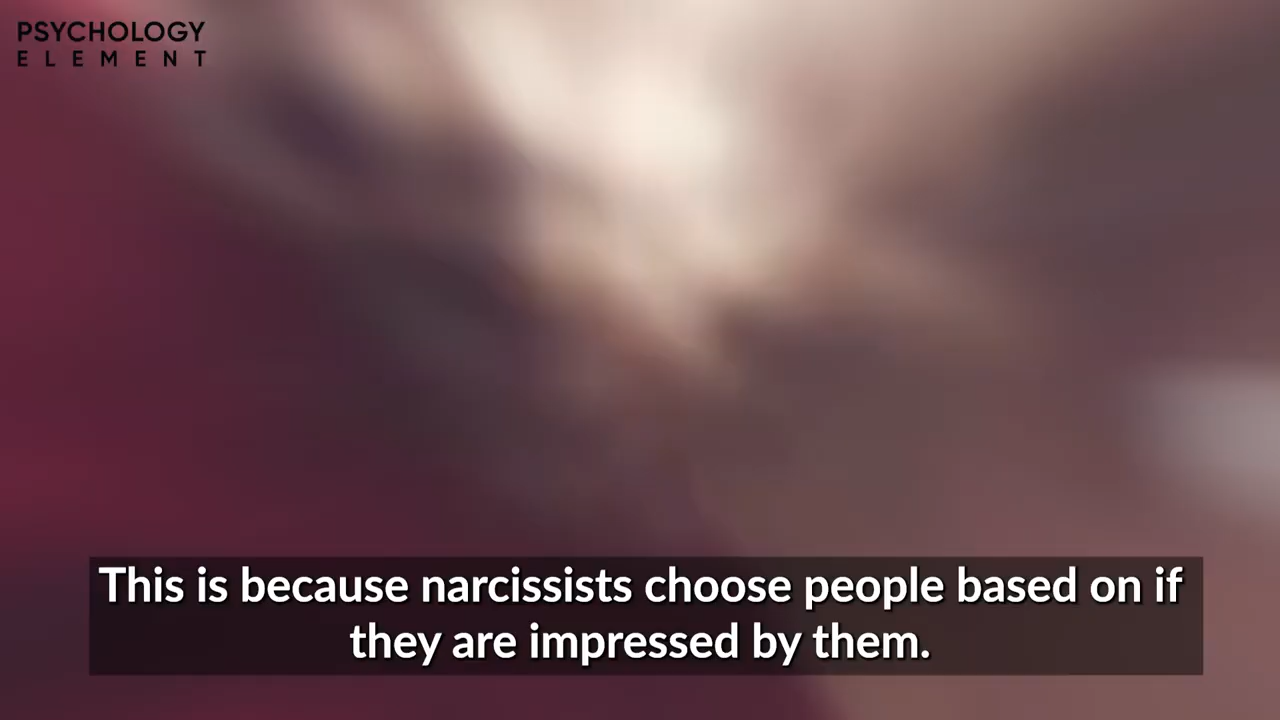 PSYCHOLOGY
ELEMENT
This is because narcissists choose people based on if
they are impressed by them.